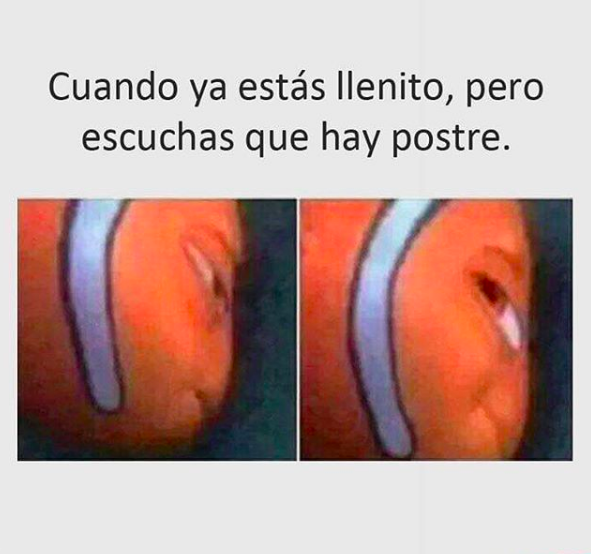 Cuando ya estás llenito, pero
escuchas que hay postre.